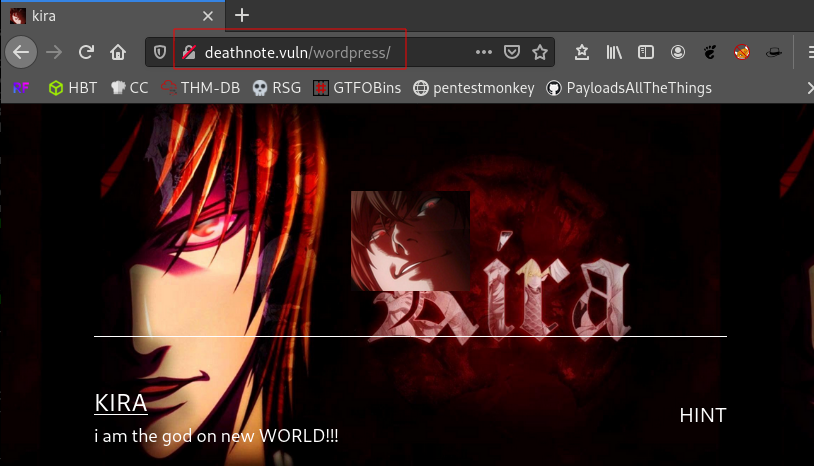 kira
deathnote.vuln/wordpress/
HBT CC THM-DB RSG GTFOBins pentestmonkey PayloadsAllTheThings
Kira
KIRA
HINT
i am the god on new WORLD!!!